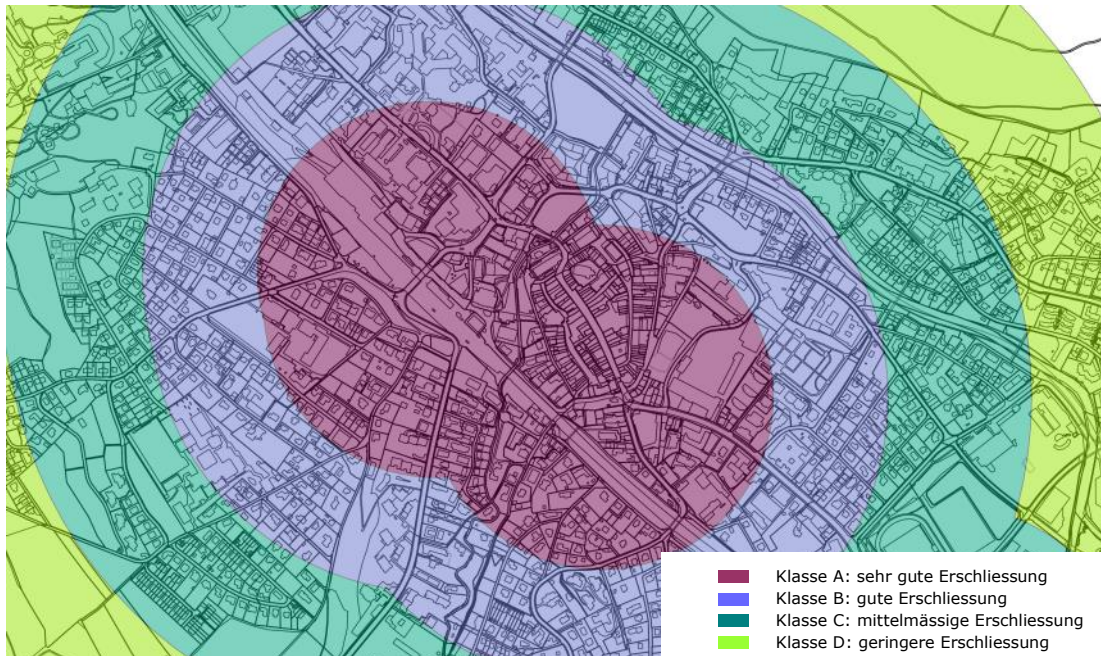 Klasse A: sehr gute Erschliessung
Klasse B: gute Erschliessung
Klasse C: mittelmässige Erschliessung
Klasse D: geringere Erschliessung